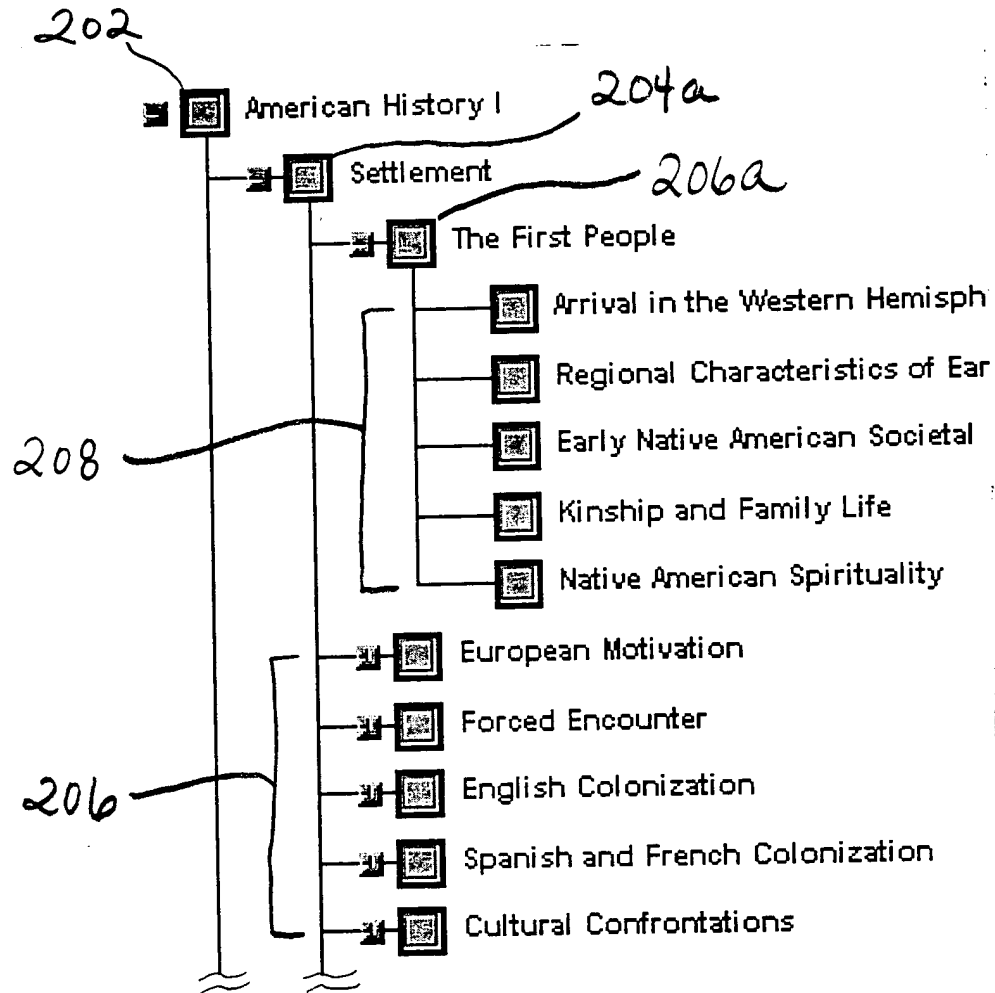 202
American History I
204a
Settlement
206a
The First People
Arrival in the Western Hemisph
Regional Characteristics of Ear
Early Native American Societal
208
Kinship and Family Life
Native American Spirituality
European Motivation
Forced Encounter
206
English Colonization
Spanish and French Colonization
Cultural Confrontations